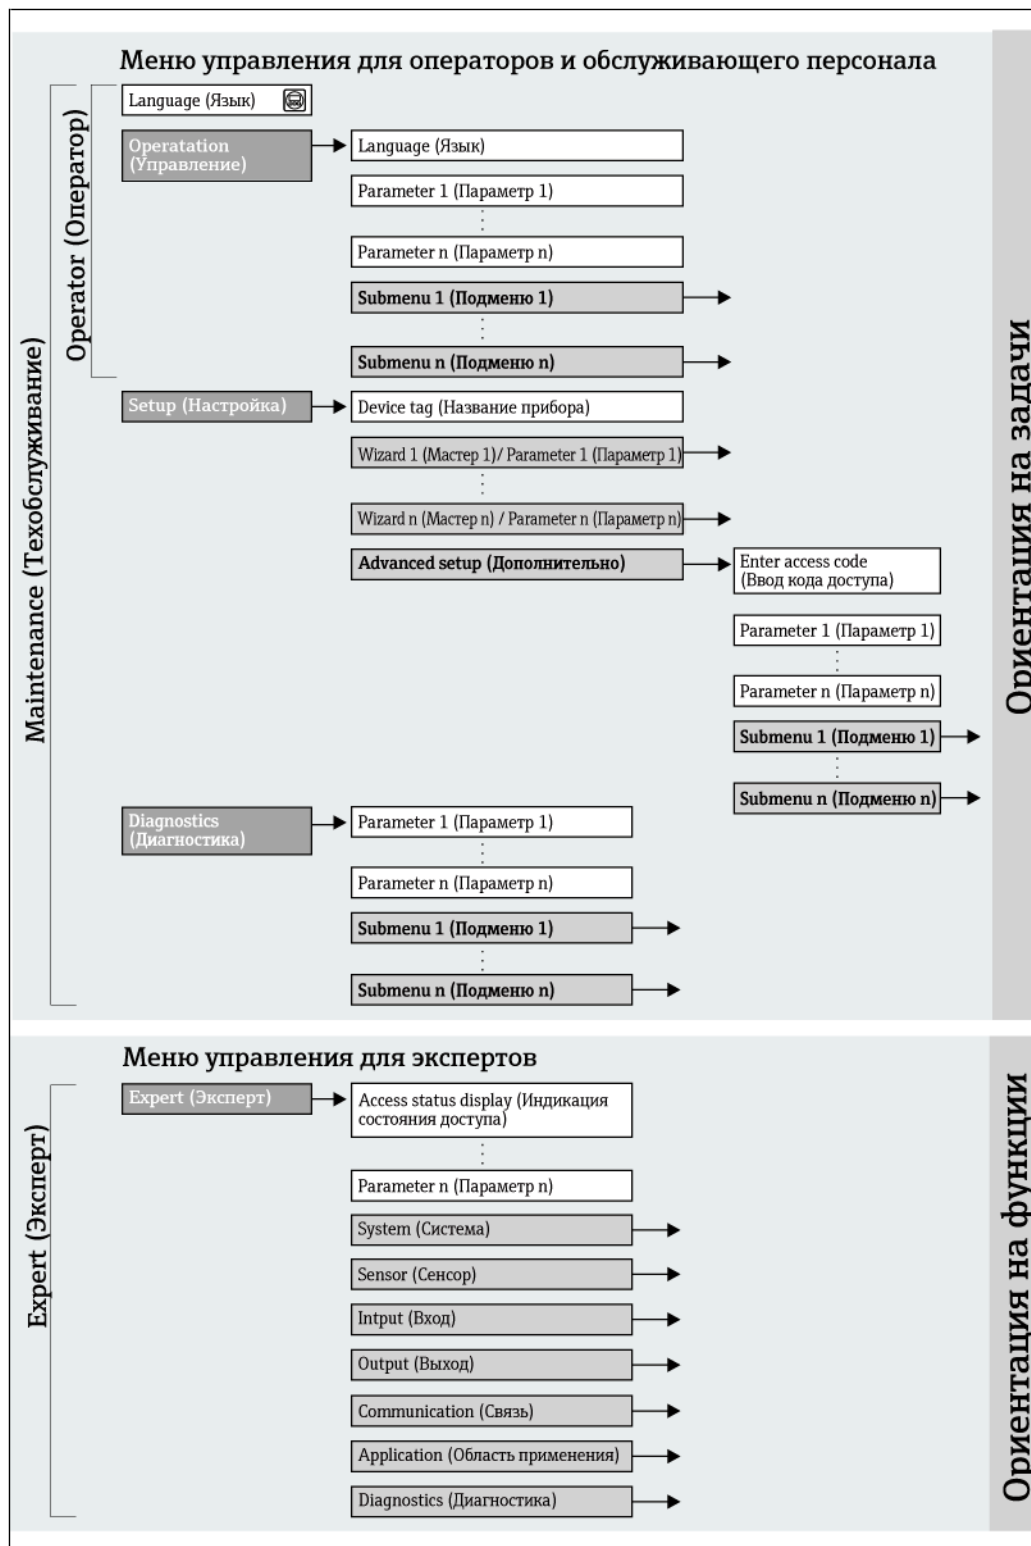 Меню управления для операторов и обслуживающего персонала
Language (Язык)
Operatation
(Управление)
Language (Язык)
Parameter 1 (Параметр 1)
Parameter n (Параметр n)
Submenu 1 (Подменю 1)
Submenu n (Подменю n)
Operator (Оператор)
Maintenance (Техобслуживание)
Setup (Настройка)
Device tag (Название прибора)
Wizard 1 (Мастер 1)/ Parameter 1 (Параметр 1)
Wizard n (Мастер n) / Parameter n (Параметр n)
Advanced setup (Дополнительно)
Enter access code
(Ввод кода доступа)
Parameter 1 (Параметр 1)
Parameter n (Параметр n)
Submenu 1 (Подменю 1)
Submenu n (Подменю n)
Diagnostics
(Диагностика)
Parameter 1 (Параметр 1)
Parameter n (Параметр n)
Submenu 1 (Подменю 1)
Submenu n (Подменю n)
Ориентация на задачи
Меню управления для экспертов
Expert (Эксперт)
Expert (Эксперт)
Access status display (Индикация
состояния доступа)
Parameter n (Параметр n)
System (Система)
Sensor (Сенсор)
Intput (Вход)
Output (Выход)
Communication (Связь)
Application (Область применения)
Diagnostics (Диагностика)
Ориентация на функции